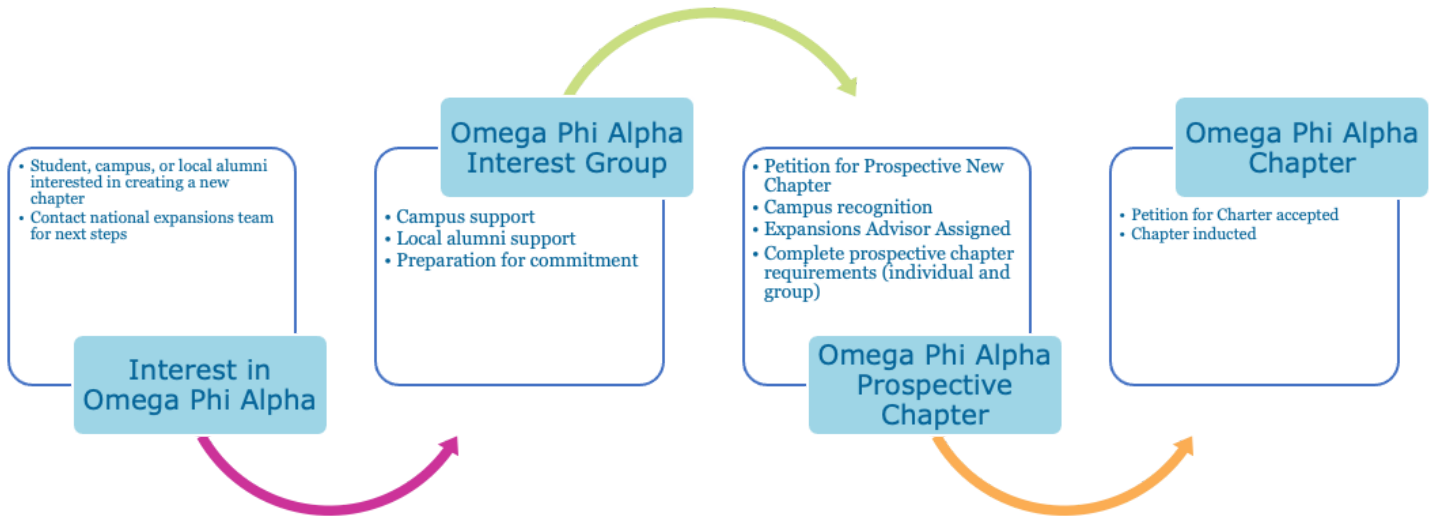 • Student, campus, or local alumni
interested in creating a new
chapter
• Contact national expansions team
for next steps
Interest in
Omega Phi Alpha
Omega Phi Alpha
Interest Group
• Campus support
• Local alumni support
• Preparation for commitment
• Petition for Prospective New
Chapter
• Campus recognition
• Expansions Advisor Assigned
• Complete prospective chapter
requirements (individual and
group)
Omega Phi Alpha
Prospective
Chapter
Omega Phi Alpha
Chapter
• Petition for Charter accepted
• Chapter inducted